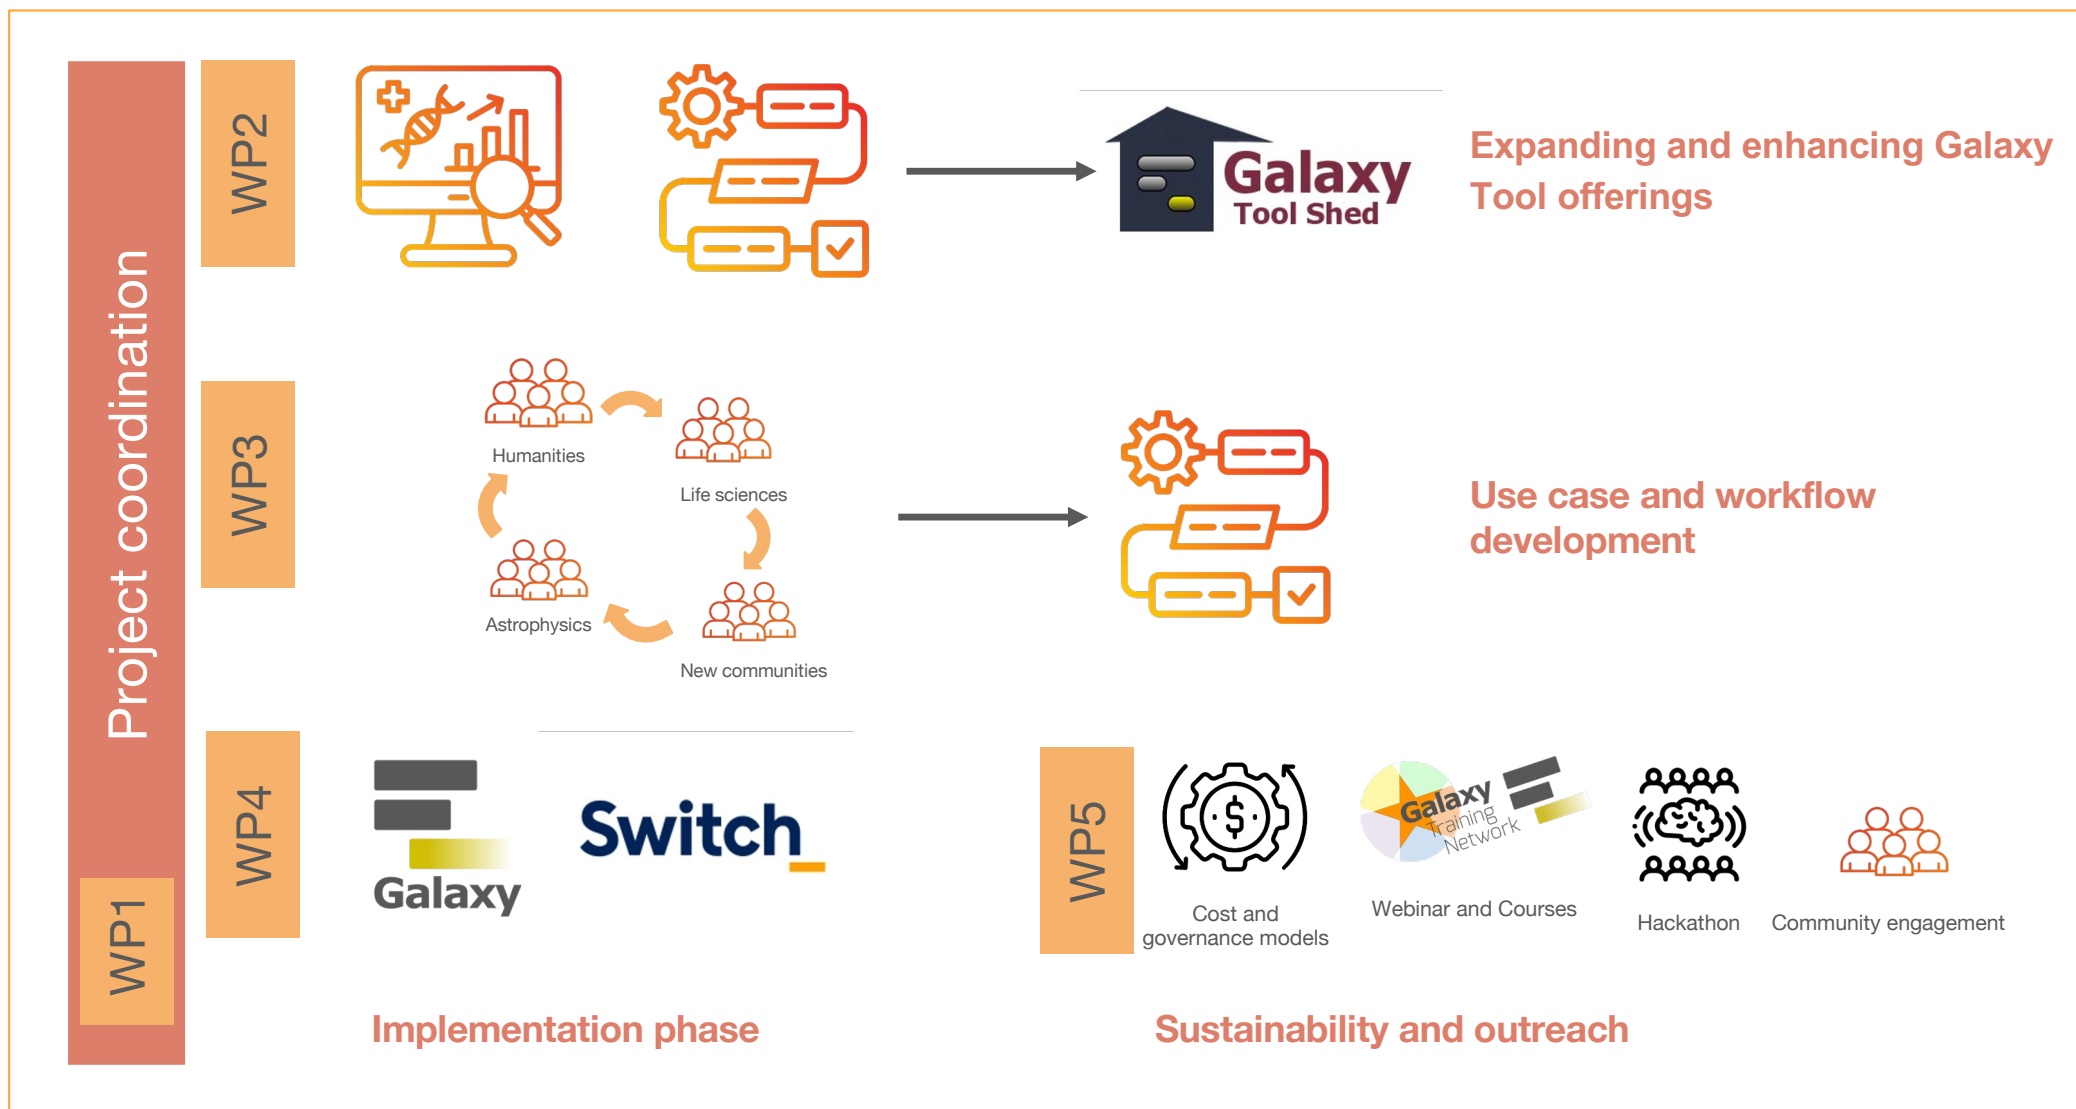 Project coordination
WP1
WP2
Galaxy
Tool Shed
Expanding and enhancing Galaxy
Tool offerings
WP3
Humanities
Life sciences
Astrophysics
New communities
Use case and workflow
development
WP4
Galaxy
Switch_
Implementation phase
WP5
$
Cost and
governance models
Galaxy
Training
Network
Webinar and Courses
Hackathon
Community engagement
Sustainability and outreach